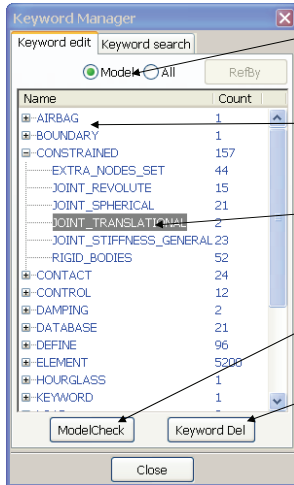 Keyword Manager
Keyword edit Keyword search
Model All RefBy
Name Count
AIRBAG 1
BOUNDARY 1
CONSTRAINED 157
EXTRA_NODES_SET 44
JOINT_REVOLUTE 15
JOINT_SPHERICAL 21
JOINT_TRANSLATIONAL 2
JOINT_STIFFNESS_GENERAL 23
RIGID_BODIES 52
CONTACT 24
CONTROL 12
DAMPING 2
DATABASE 21
DEFINE 96
ELEMENT 5200
HOURGLASS 1
KEYWORD 1
ModelCheck Keyword Del
Close